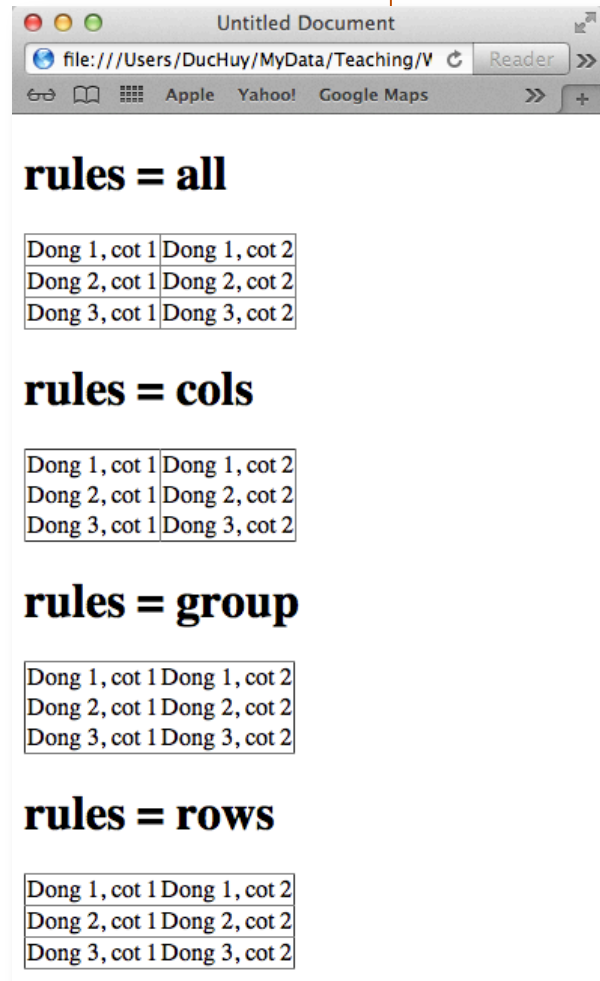 Untitled Document
file:///Users/DucHuy/MyData/Teaching/W
Reader
Apple Yahoo! Google Maps
rules = all
Dong 1, cot 1 Dong 1, cot 2
Dong 2, cot 1 Dong 2, cot 2
Dong 3, cot 1 Dong 3, cot 2
rules = cols
Dong 1, cot 1 Dong 1, cot 2
Dong 2, cot 1 Dong 2, cot 2
Dong 3, cot 1 Dong 3, cot 2
rules = group
Dong 1, cot 1 Dong 1, cot 2
Dong 2, cot 1 Dong 2, cot 2
Dong 3, cot 1 Dong 3, cot 2
rules = rows
Dong 1, cot 1 Dong 1, cot 2
Dong 2, cot 1 Dong 2, cot 2
Dong 3, cot 1 Dong 3, cot 2